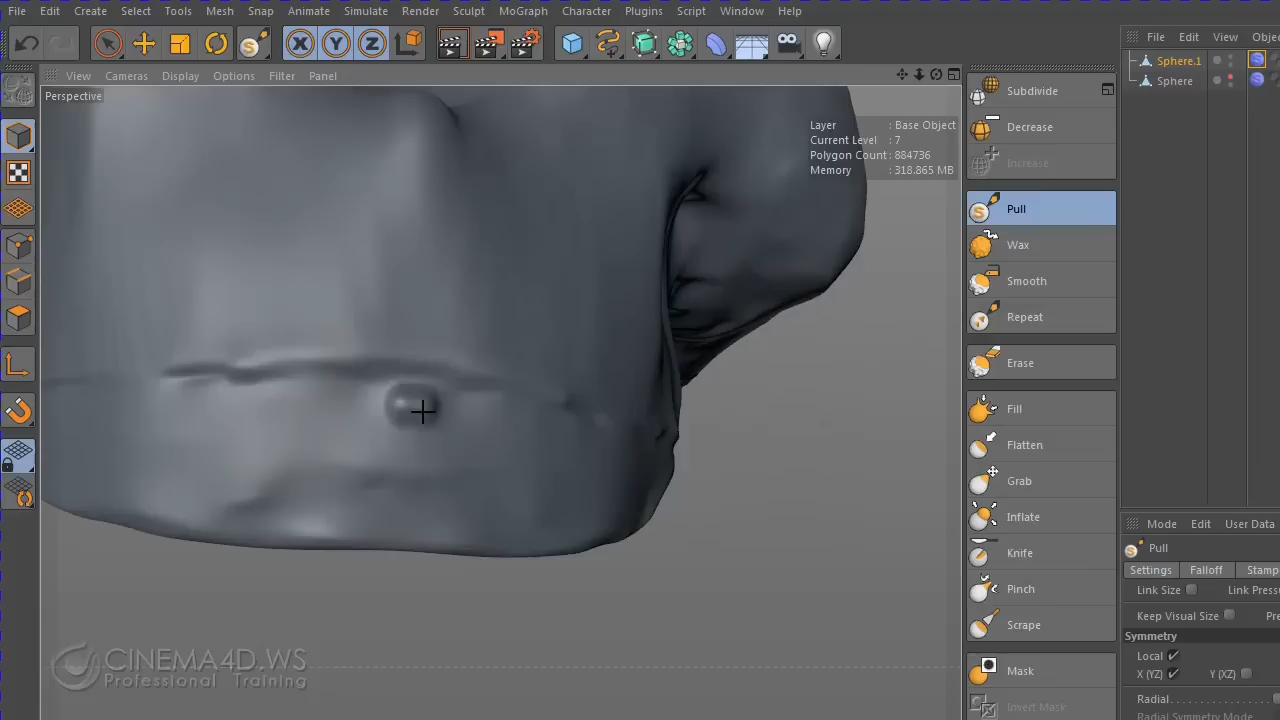 File Edit Create Select Tools Mesh Snap Animate Simulate Render Sculpt MoGraph Character Plugins Script Window Help
File Edit View Objec
View Cameras Display Options Filter Panel
Perspective
Layer : Base Object
Current Level : 7
Polygon Count : 884736
Memory : 318.865 MB
Subdivide
Decrease
Increase
Pull
Wax
Smooth
Repeat
Erase
Fill
Flatten
Grab
Inflate
Knife
Pinch
Scrape
Mask
Invert Mask
Sphere.1
Sphere
Mode Edit User Data
Pull
Settings Falloff Stamp
Link Size Link Pressu
Keep Visual Size Pre
Symmetry
Local
X (YZ) Y (XZ)
Radial
Radial Symmetry Mode
CINEMA4D.WS
Professional Training